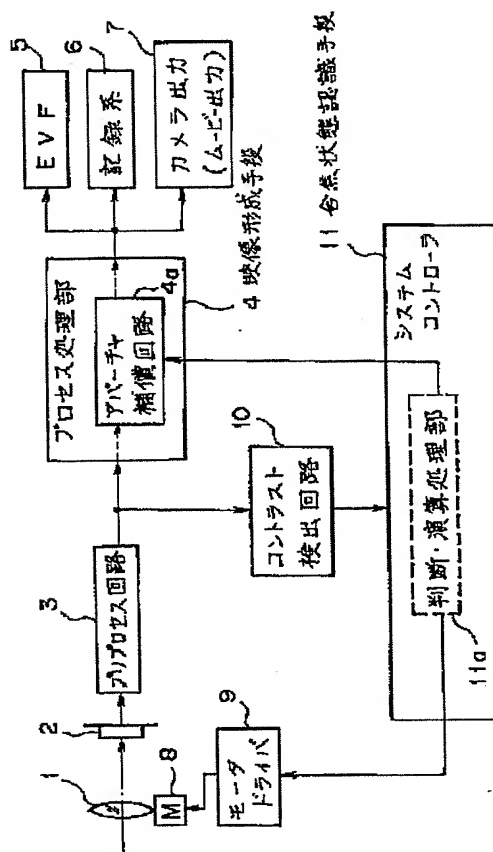 1
2
3
プリプロセス回路
プロセス処理部
アパーチャ
補償回路
4a
4 映像形成手段
EVF
5
記録系
6
カメラ出力
(ムービー出力)
7
M
8
モータ
ドライバ
9
コントラスト
検出回路
10
11 合焦状態認識手段
システム
コントローラ
判断・演算処理部
11a